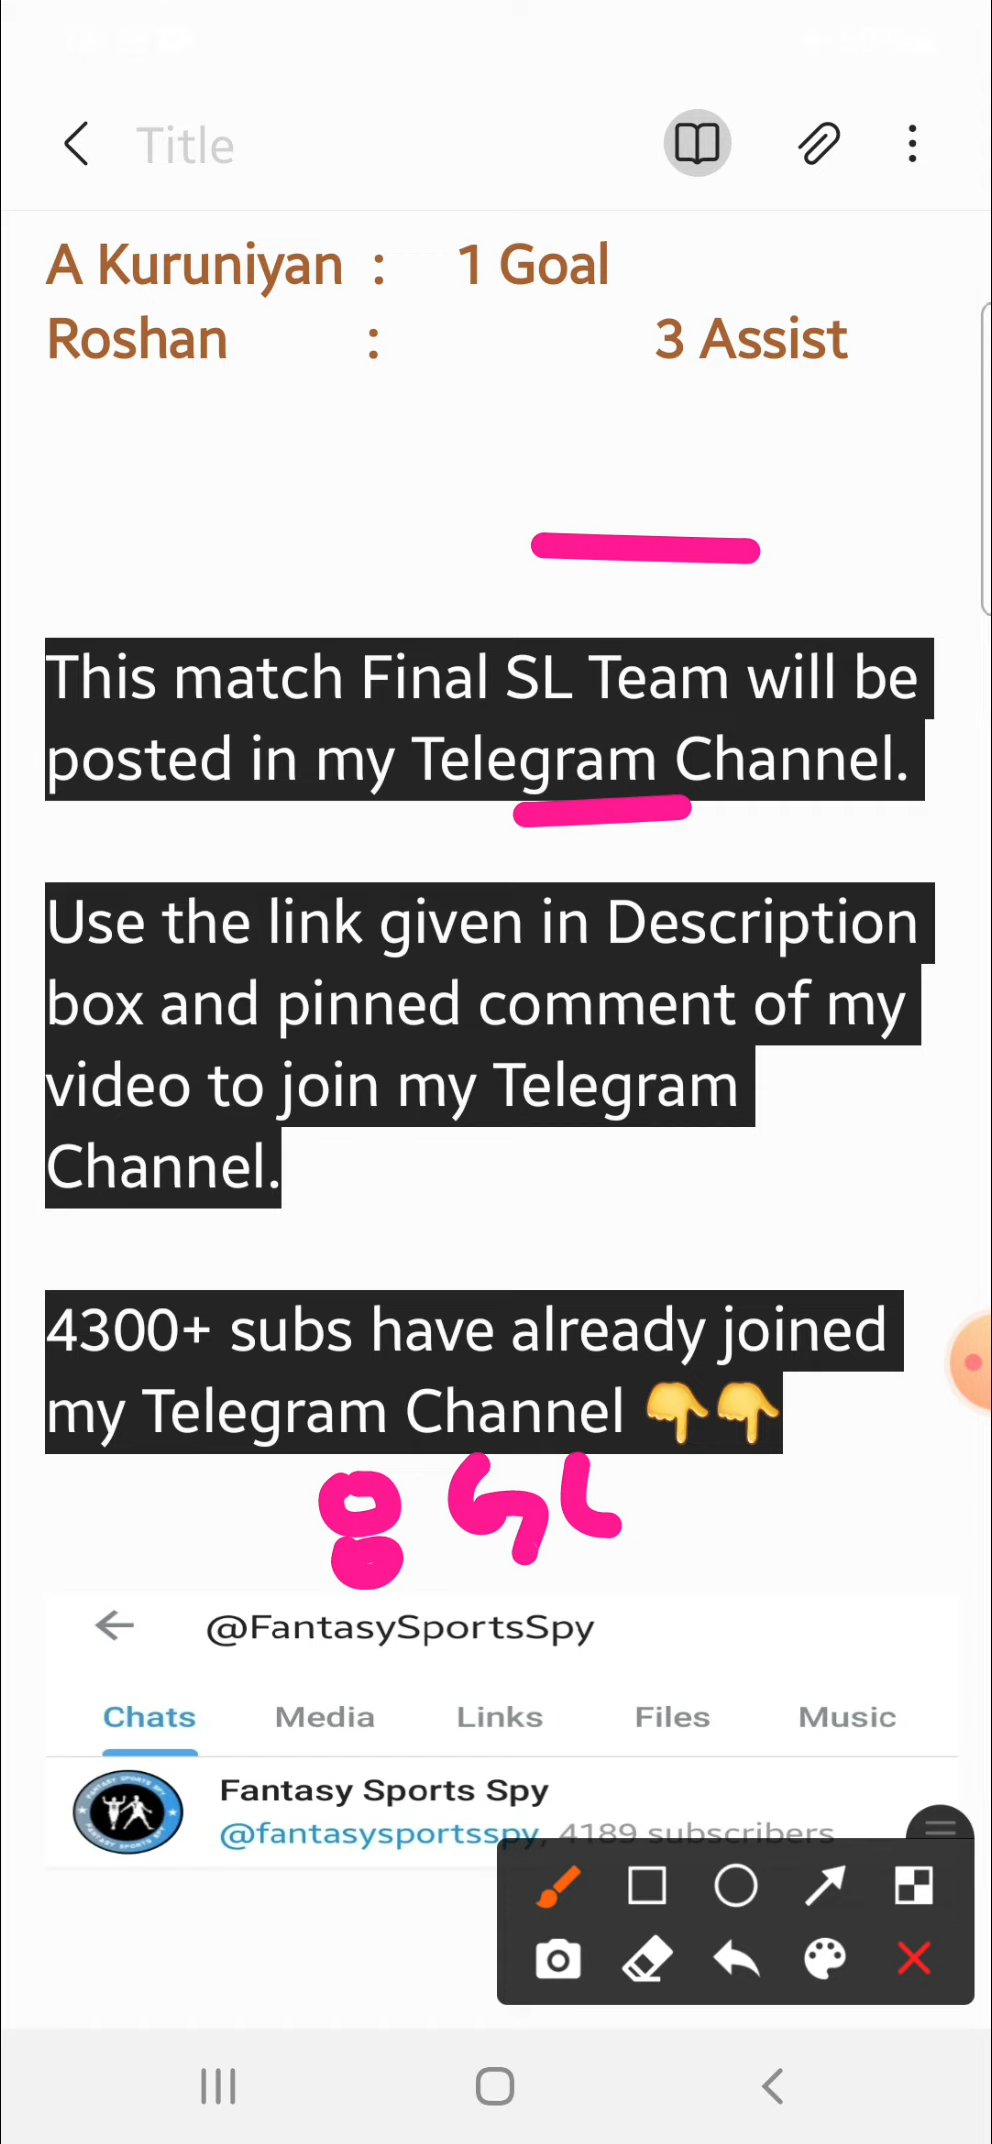 Title
A Kuruniyan : 1 Goal
Roshan : 3 Assist
This match Final SL Team will be
posted in my Telegram Channel.
Use the link given in Description
box and pinned comment of my
video to join my Telegram
Channel.
4300+ subs have already joined
my Telegram Channel 👇👇
@FantasySportsSpy
Chats Media Links Files Music
Fantasy Sports Spy
@fantasysportsspy, 4189 subscribers